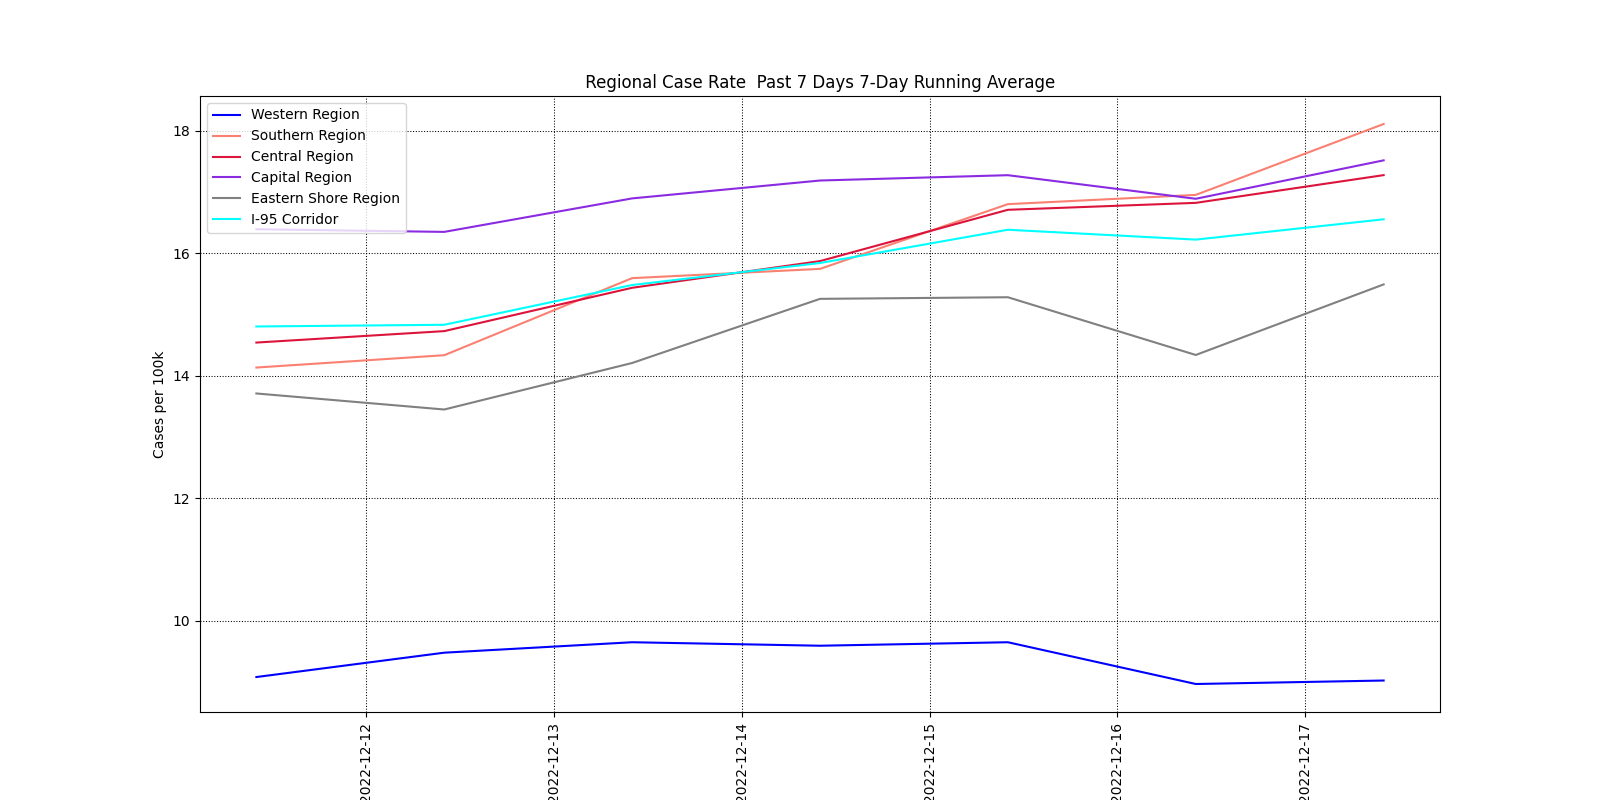 Regional Case Rate  Past 7 Days 7-Day Running Average
Western Region
Southern Region
Central Region
Capital Region
Eastern Shore Region
I-95 Corridor
Cases per 100k
18
16
14
12
10
2022-12-12
2022-12-13
2022-12-14
2022-12-15
2022-12-16
2022-12-17